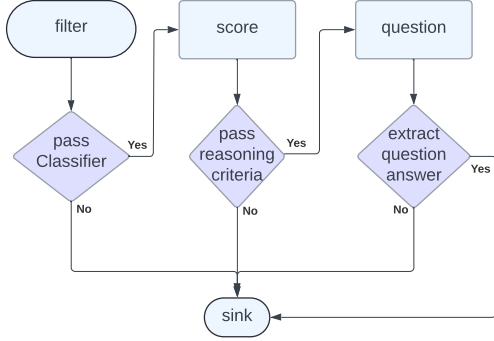 filter
score
question
pass
Classifier
Yes
pass
reasoning
criteria
Yes
extract
question
answer
Yes
No
No
No
sink